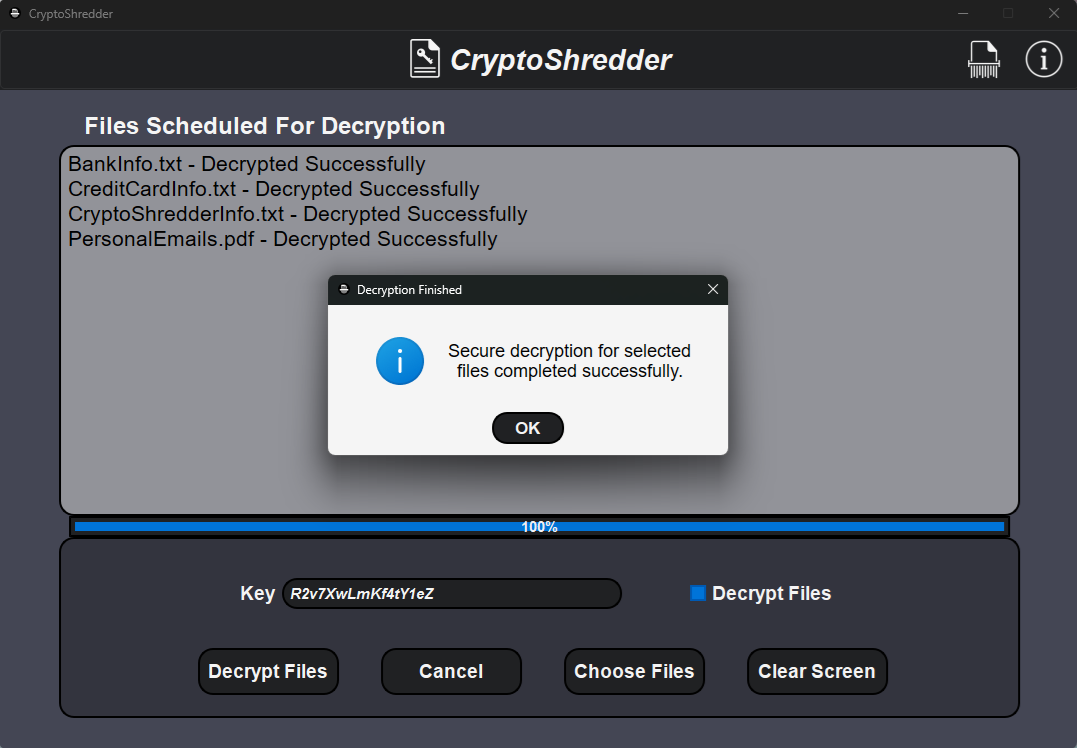 CryptoShredder
CryptoShredder
Files Scheduled For Decryption
BankInfo.txt - Decrypted Successfully
CreditCardInfo.txt - Decrypted Successfully
CryptoShredderInfo.txt - Decrypted Successfully
PersonalEmails.pdf - Decrypted Successfully
Decryption Finished
Secure decryption for selected
files completed successfully.
OK
100%
Key R2v7XwLmKf4tY1eZ Decrypt Files
Decrypt Files Cancel Choose Files Clear Screen